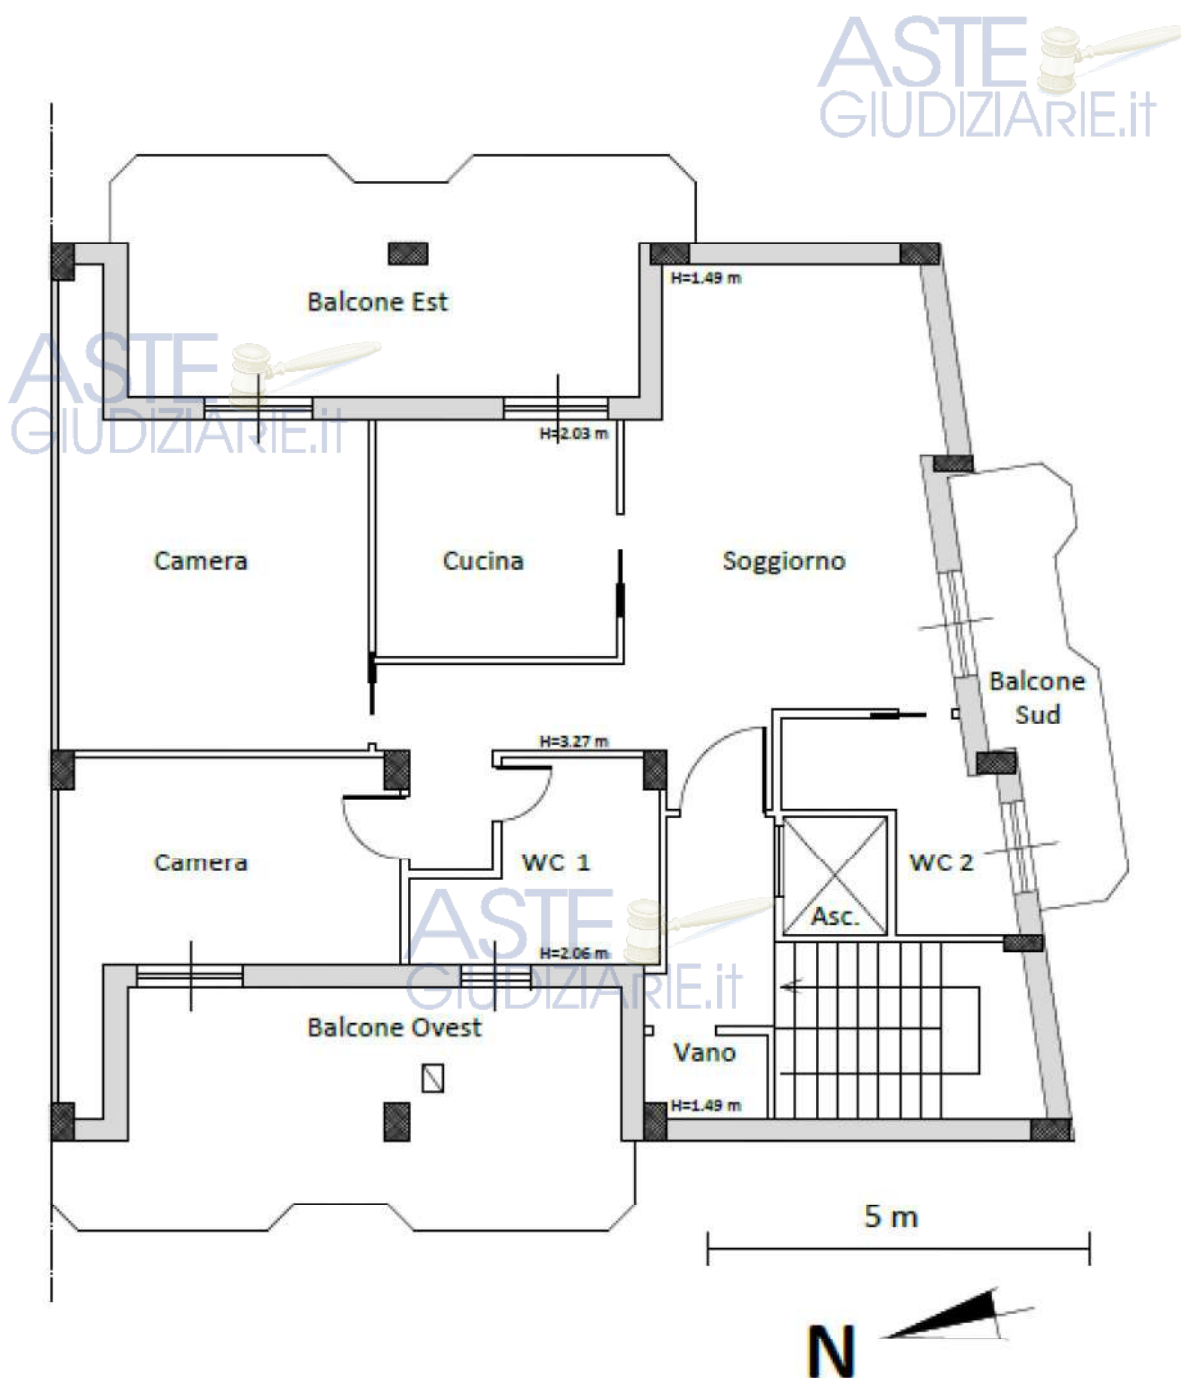 ASTE
GIUDIZIARIE.it
H=1.49 m
Balcone Est
ASTE
GIUDIZIARIE.it
H=2.03 m
Camera
Cucina
Soggiorno
Balcone
Sud
H=3.27 m
Camera
WC 1
WC 2
ASTE
GIUDIZIARIE.it
Asc.
H=2.06 m
Balcone Ovest
Vano
H=1.49 m
5 m
N